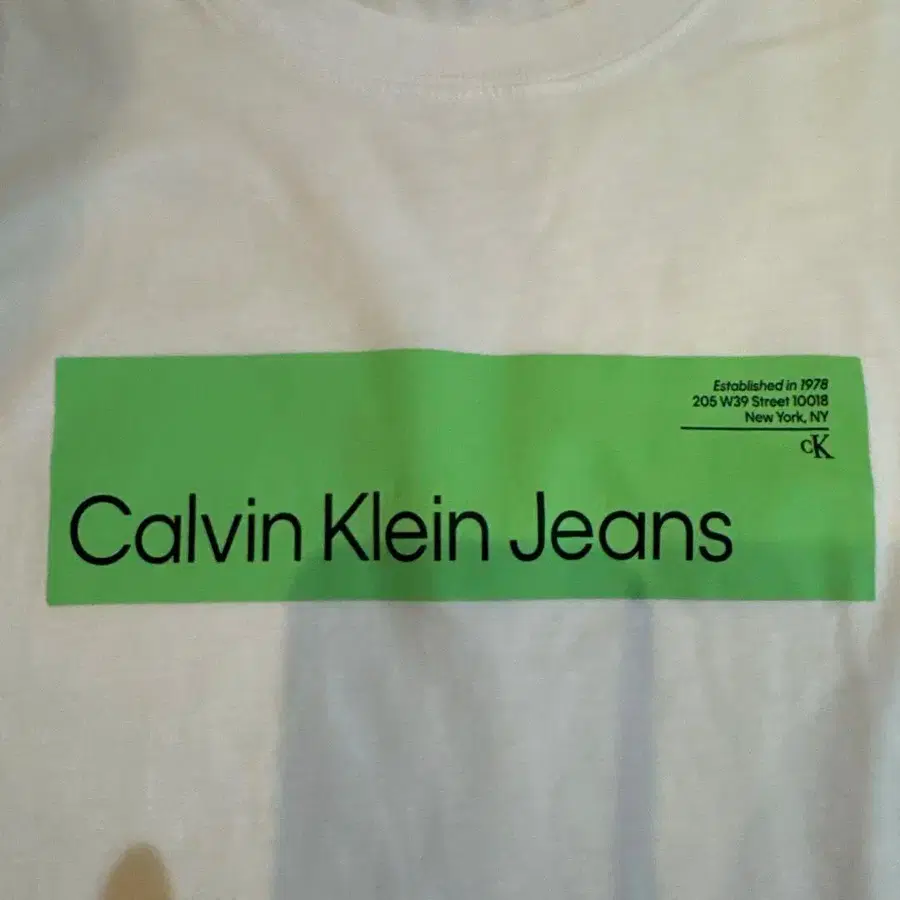 Established in 1978
205 W39 Street 10018
New York, NY
cK
Calvin Klein Jeans